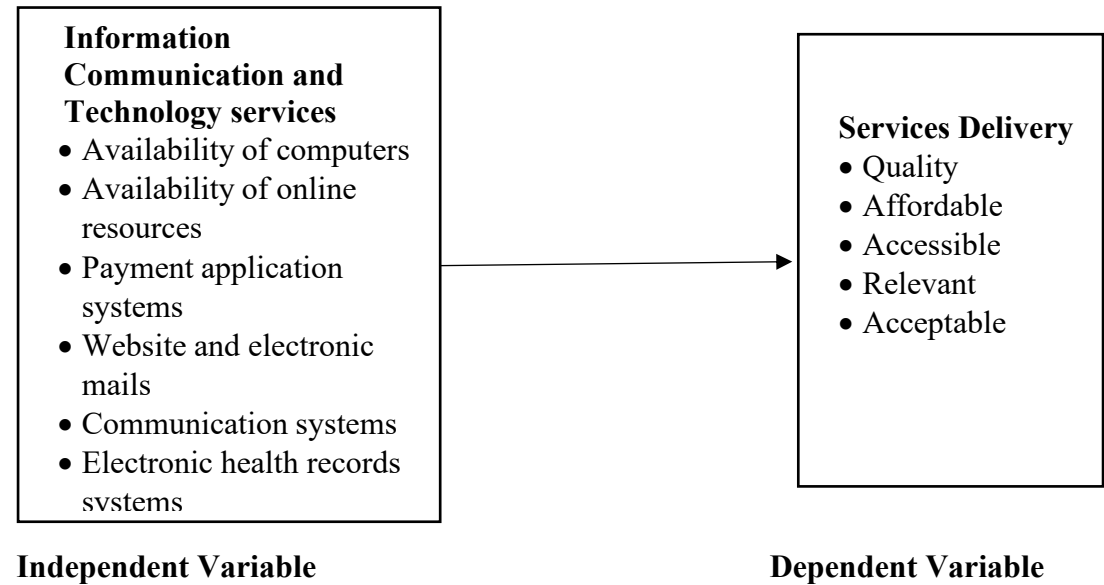 Information
Communication and
Technology services
• Availability of computers
• Availability of online
resources
• Payment application
systems
• Website and electronic
mails
• Communication systems
• Electronic health records
systems
Services Delivery
• Quality
• Affordable
• Accessible
• Relevant
• Acceptable
Independent Variable
Dependent Variable